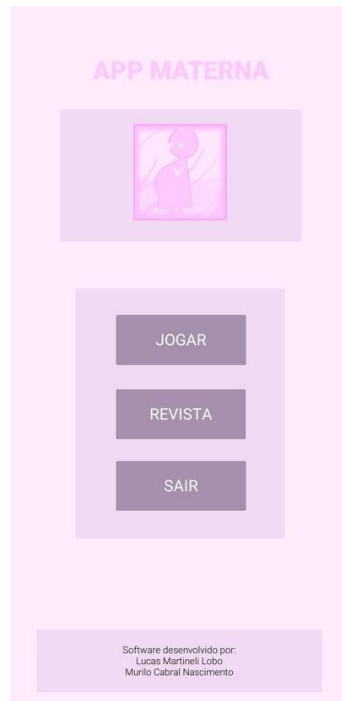 APP MATERNA
JOGAR
REVISTA
SAIR
Software desenvolvido por:
Lucas Martineli Lobo
Murilo Cabral Nascimento